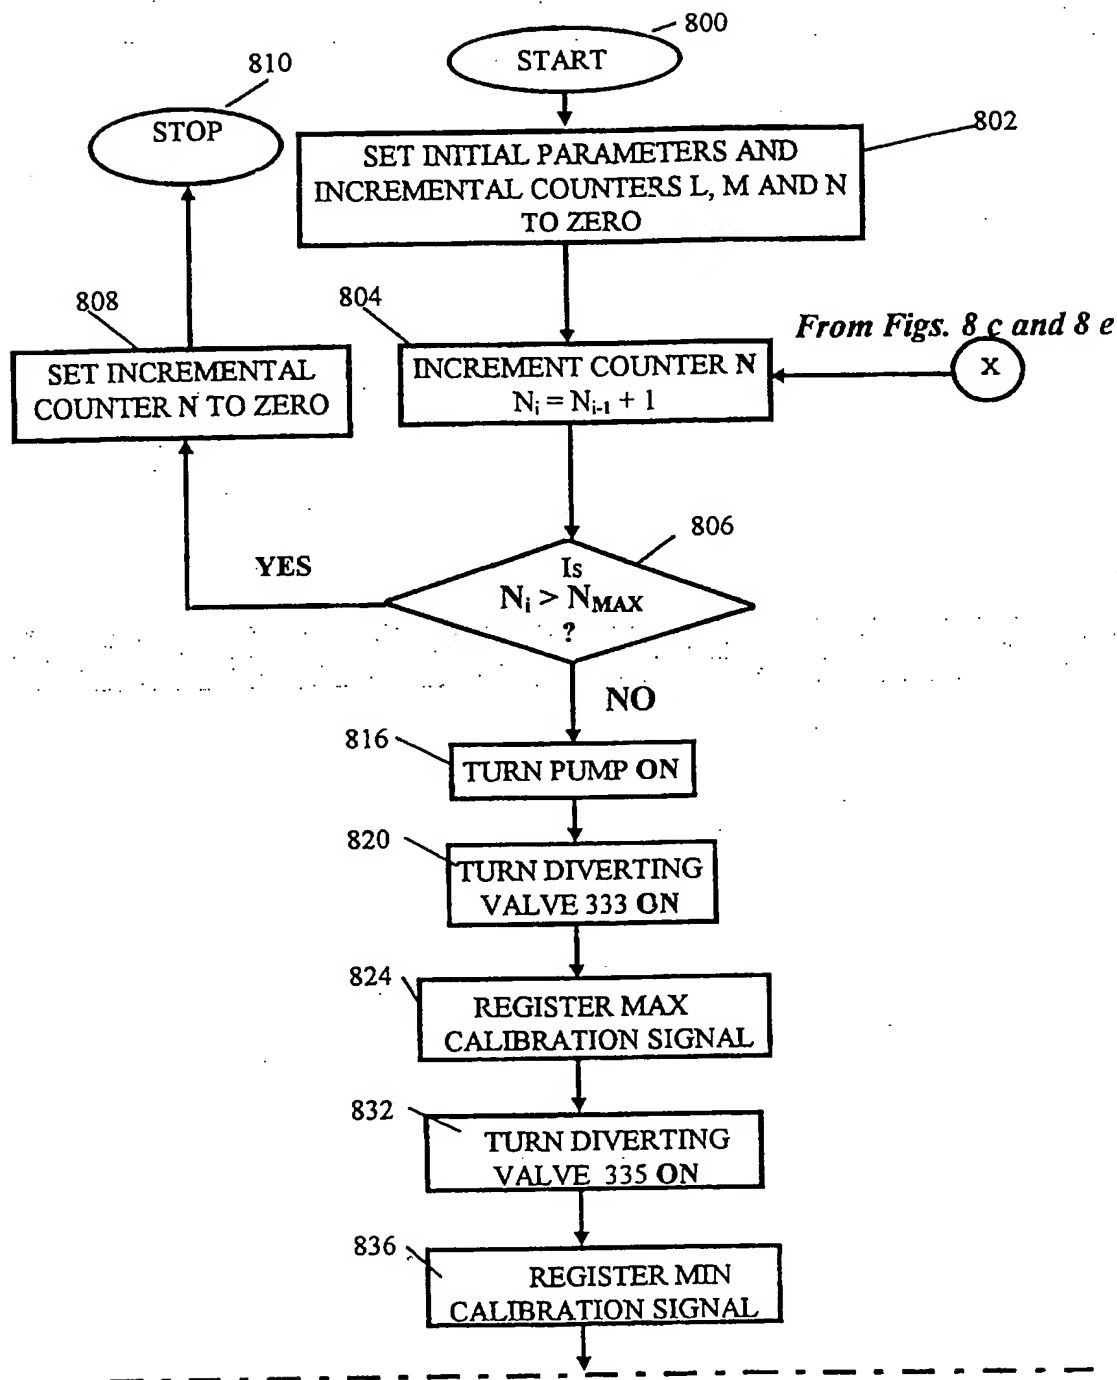 800
START
810
STOP
802
SET INITIAL PARAMETERS AND
INCREMENTAL COUNTERS L, M AND N
TO ZERO
808
804
From Figs. 8 c and 8 e
SET INCREMENTAL
COUNTER N TO ZERO
INCREMENT COUNTER N
Nᵢ = Nᵢ₋₁ + 1
X
806
YES
Is
Nᵢ > N_MAX
?
NO
816
TURN PUMP ON
820
TURN DIVERTING
VALVE 333 ON
824
REGISTER MAX
CALIBRATION SIGNAL
832
TURN DIVERTING
VALVE 335 ON
836
REGISTER MIN
CALIBRATION SIGNAL